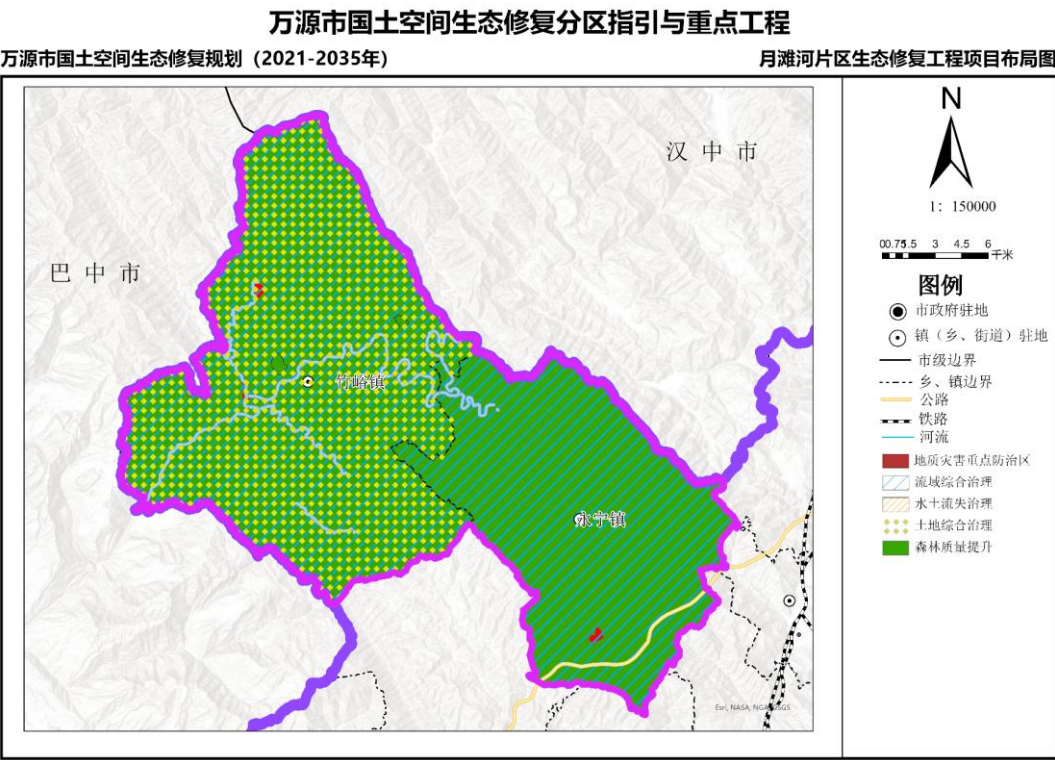 万源市国土空间生态修复分区指引与重点工程
万源市国土空间生态修复规划（2021-2035年）
月滩河片区生态修复工程项目布局图
N
汉中市
1：150000
巴中市
00.751.5 3 4.5 6
千米
图例
市政府驻地
镇（乡、街道）驻地
市级边界
乡、镇边界
公路
铁路
河流
地质灾害重点防治区
流域综合治理
水土流失治理
土地综合治理
森林质量提升
竹峪镇
永宁镇
Esri, NASA, NGA, USGS